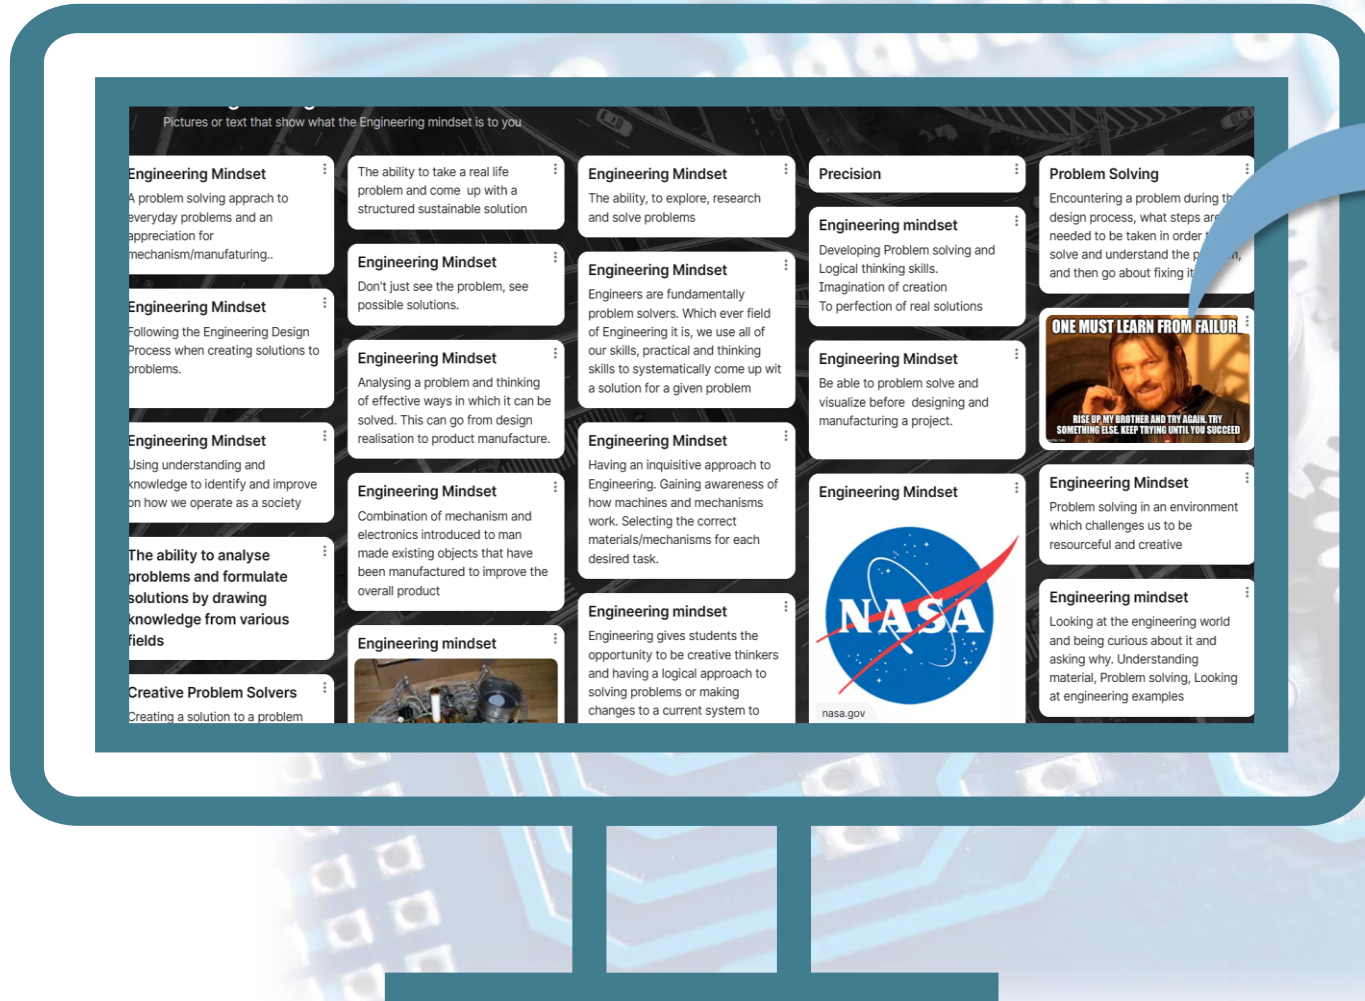 Pictures or text that show what the Engineering mindset is to you
Engineering Mindset
A problem solving apprach to
everyday problems and an
appreciation for
mechanism/manufaturing..
Engineering Mindset
Following the Engineering Design
Process when creating solutions to
problems.
Engineering Mindset
Using understanding and
knowledge to identify and improve
on how we operate as a society
The ability to analyse
problems and formulate
solutions by drawing
knowledge from various
fields
Creative Problem Solvers
Creating a solution to a problem
The ability to take a real life
problem and come up with a
structured sustainable solution
Engineering Mindset
Don't just see the problem, see
possible solutions.
Engineering Mindset
Analysing a problem and thinking
of effective ways in which it can be
solved. This can go from design
realisation to product manufacture.
Engineering Mindset
Combination of mechanism and
electronics introduced to man
made existing objects that have
been manufactured to improve the
overall product
Engineering mindset
Engineering Mindset
The ability, to explore, research
and solve problems
Engineering Mindset
Engineers are fundamentally
problem solvers. Which ever field
of Engineering it is, we use all of
our skills, practical and thinking
skills to systematically come up wit
a solution for a given problem
Engineering Mindset
Having an inquisitive approach to
Engineering. Gaining awareness of
how machines and mechanisms
work. Selecting the correct
materials/mechanisms for each
desired task.
Engineering mindset
Engineering gives students the
opportunity to be creative thinkers
and having a logical approach to
solving problems or making
changes to a current system to
Precision
Engineering mindset
Developing Problem solving and
Logical thinking skills.
Imagination of creation
To perfection of real solutions
Engineering Mindset
Be able to problem solve and
visualize before designing and
manufacturing a project.
Engineering Mindset
NASA
nasa.gov
Problem Solving
Encountering a problem during
design process, what steps are
needed to be taken in order
solve and understand the
and then go about fixing it
ONE MUST LEARN FROM FAILUR
RISE UP MY BROTHER AND TRY AGAIN. TRY
SOMETHING ELSE. KEEP TRYING UNTIL YOU SUCCEED
Engineering Mindset
Problem solving in an environment
which challenges us to be
resourceful and creative
Engineering mindset
Looking at the engineering world
and being curious about it and
asking why. Understanding
material, Problem solving, Looking
at engineering examples